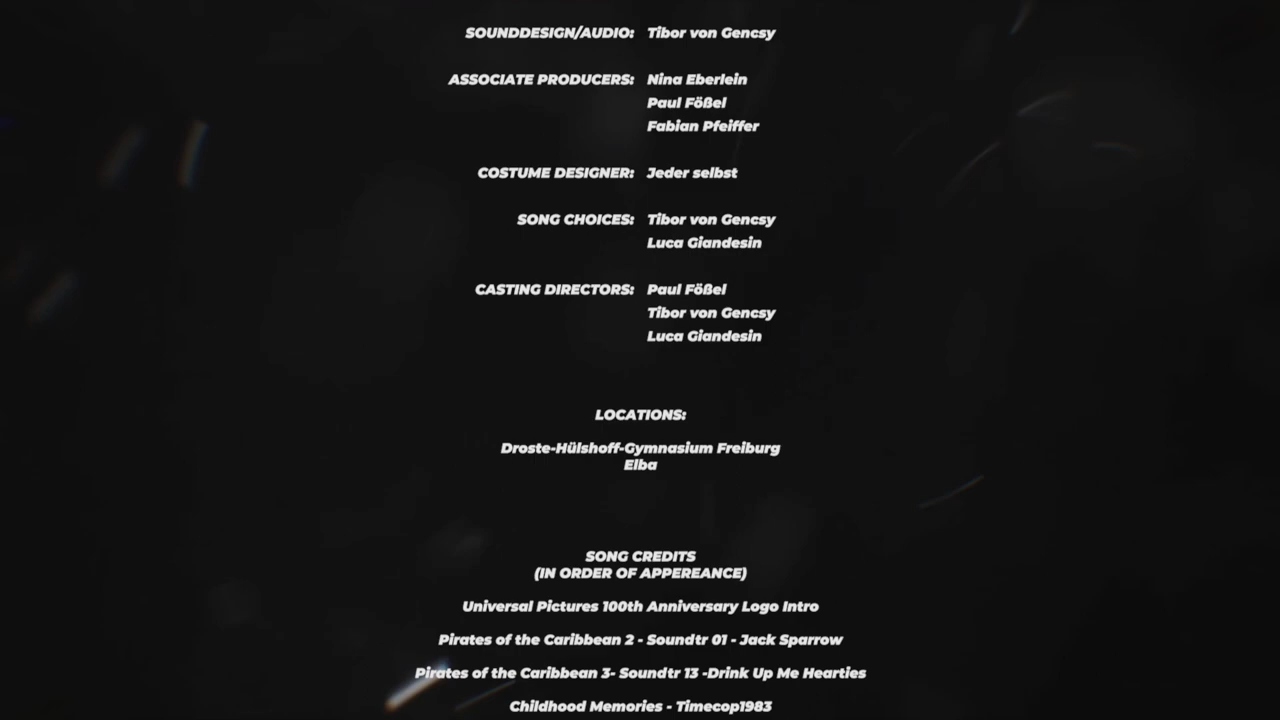 SOUNDDESIGN/AUDIO: Tibor von Gencsy
ASSOCIATE PRODUCERS: Nina Eberlein
Paul Fößel
Fabian Pfeiffer
COSTUME DESIGNER: Jeder selbst
SONG CHOICES: Tibor von Gencsy
Luca Giandesin
CASTING DIRECTORS: Paul Fößel
Tibor von Gencsy
Luca Giandesin
LOCATIONS:
Droste-Hülshoff-Gymnasium Freiburg
Elba
SONG CREDITS
(IN ORDER OF APPEREANCE)
Universal Pictures 100th Anniversary Logo Intro
Pirates of the Caribbean 2 - Soundtr 01 - Jack Sparrow
Pirates of the Caribbean 3- Soundtr 13 -Drink Up Me Hearties
Childhood Memories - Timecop1983